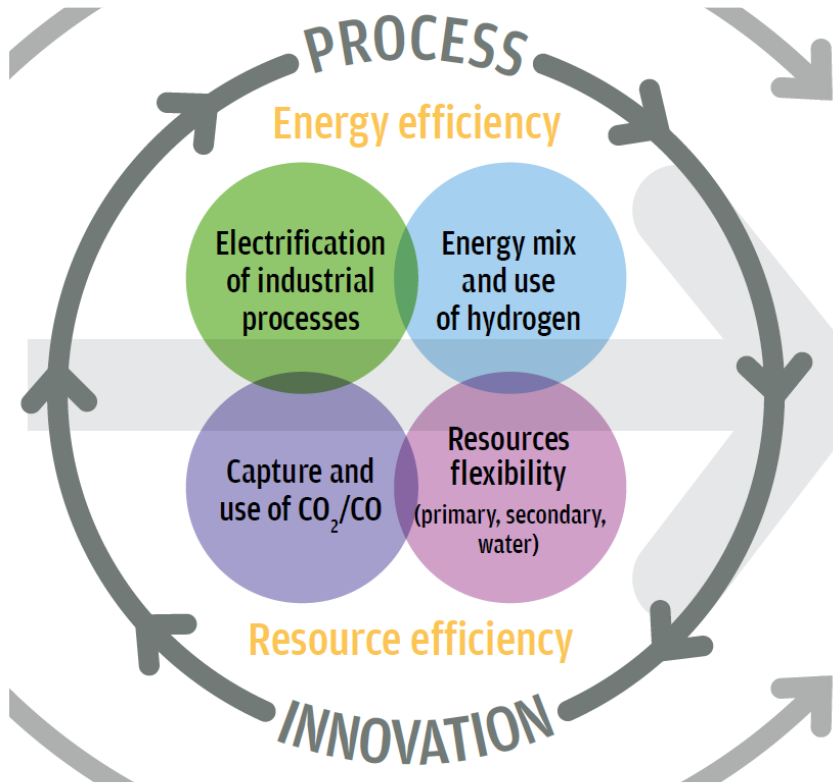 PROCESS
Energy efficiency
Electrification
of industrial
processes
Energy mix
and use
of hydrogen
Capture and
use of CO₂/CO
Resources
flexibility
(primary, secondary,
water)
Resource efficiency
INNOVATION